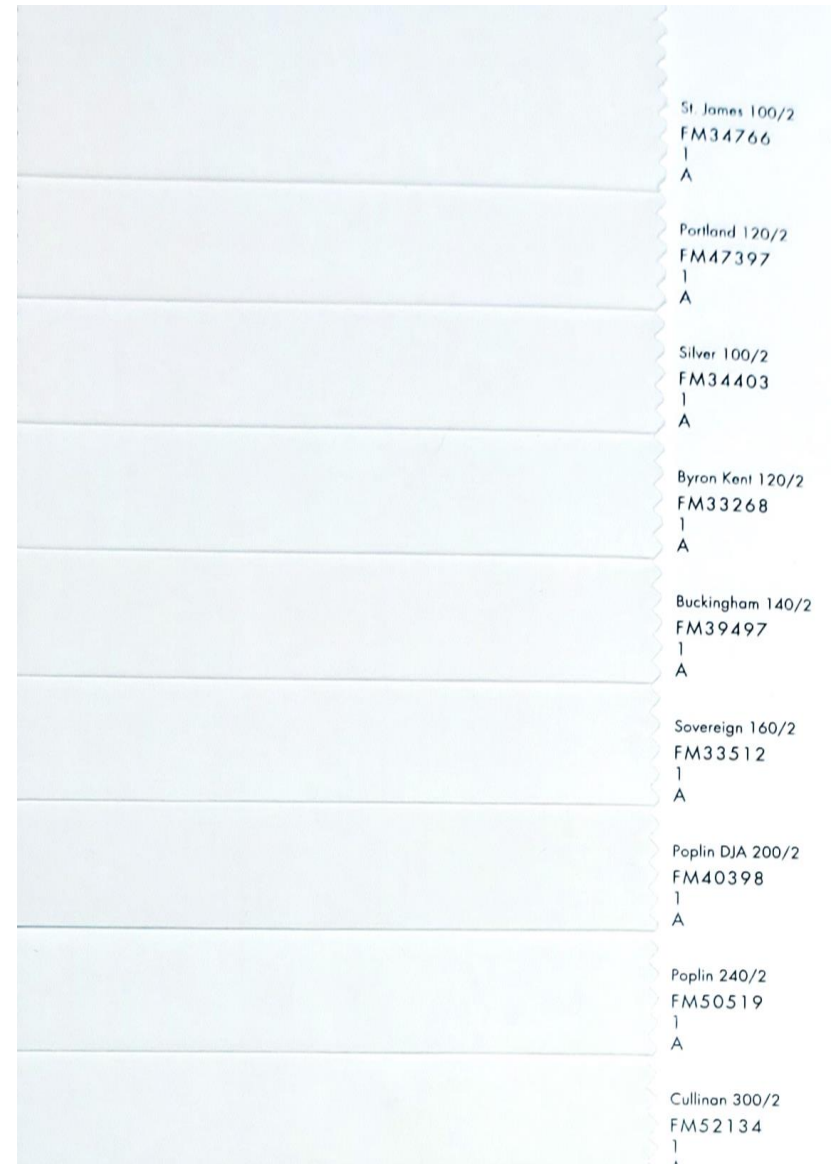 St. James 100/2
FM34766
1
A
Portland 120/2
FM47397
1
A
Silver 100/2
FM34403
1
A
Byron Kent 120/2
FM33268
1
A
Buckingham 140/2
FM39497
1
A
Sovereign 160/2
FM33512
1
A
Poplin DJA 200/2
FM40398
1
A
Poplin 240/2
FM50519
1
A
Cullinan 300/2
FM52134
1